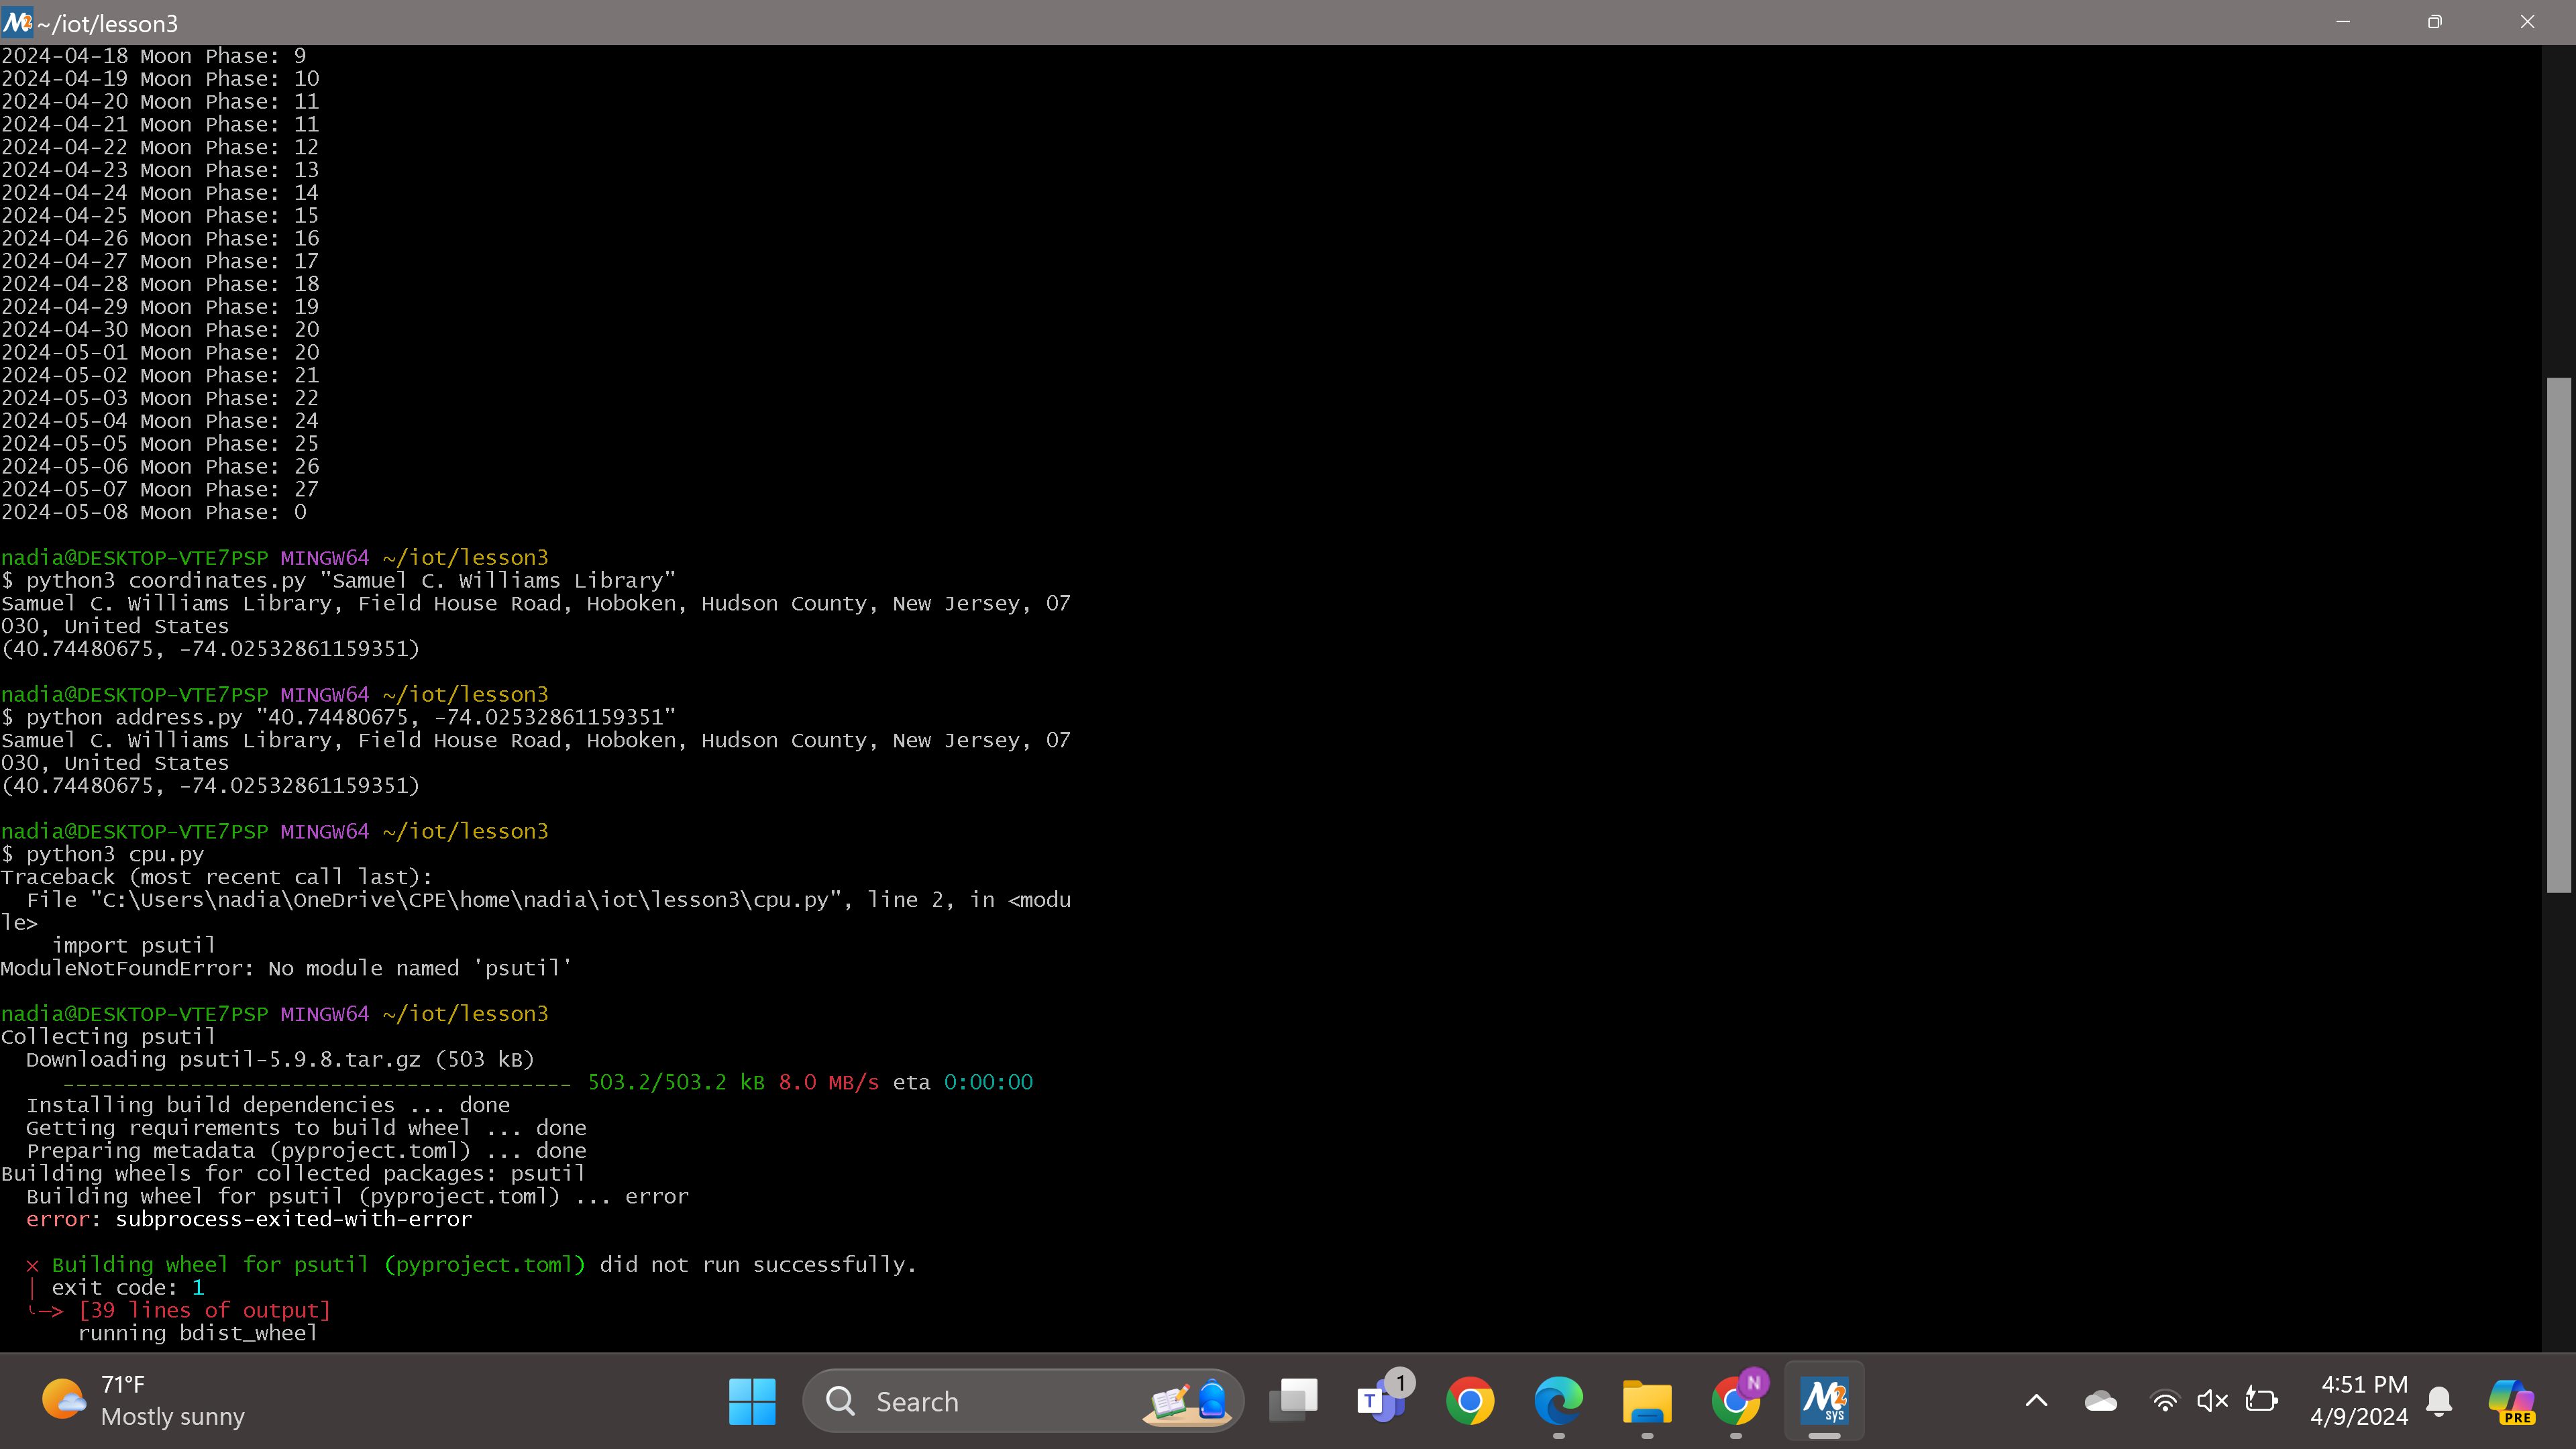 M2 ~/iot/lesson3
2024-04-18 Moon Phase: 9
2024-04-19 Moon Phase: 10
2024-04-20 Moon Phase: 11
2024-04-21 Moon Phase: 11
2024-04-22 Moon Phase: 12
2024-04-23 Moon Phase: 13
2024-04-24 Moon Phase: 14
2024-04-25 Moon Phase: 15
2024-04-26 Moon Phase: 16
2024-04-27 Moon Phase: 17
2024-04-28 Moon Phase: 18
2024-04-29 Moon Phase: 19
2024-04-30 Moon Phase: 20
2024-05-01 Moon Phase: 20
2024-05-02 Moon Phase: 21
2024-05-03 Moon Phase: 22
2024-05-04 Moon Phase: 24
2024-05-05 Moon Phase: 25
2024-05-06 Moon Phase: 26
2024-05-07 Moon Phase: 27
2024-05-08 Moon Phase: 0
nadia@DESKTOP-VTE7PSP MINGW64 ~/iot/lesson3
$ python3 coordinates.py "Samuel C. Williams Library"
Samuel C. Williams Library, Field House Road, Hoboken, Hudson County, New Jersey, 07
030, United States
(40.74480675, -74.02532861159351)
nadia@DESKTOP-VTE7PSP MINGW64 ~/iot/lesson3
$ python address.py "40.74480675, -74.02532861159351"
Samuel C. Williams Library, Field House Road, Hoboken, Hudson County, New Jersey, 07
030, United States
(40.74480675, -74.02532861159351)
nadia@DESKTOP-VTE7PSP MINGW64 ~/iot/lesson3
$ python3 cpu.py
Traceback (most recent call last):
  File "C:\Users\nadia\OneDrive\CPE\home\nadia\iot\lesson3\cpu.py", line 2, in <modu
le>
    import psutil
ModuleNotFoundError: No module named 'psutil'
nadia@DESKTOP-VTE7PSP MINGW64 ~/iot/lesson3
Collecting psutil
  Downloading psutil-5.9.8.tar.gz (503 kB)
     ---------------------------------------- 503.2/503.2 kB 8.0 MB/s eta 0:00:00
  Installing build dependencies ... done
  Getting requirements to build wheel ... done
  Preparing metadata (pyproject.toml) ... done
Building wheels for collected packages: psutil
  Building wheel for psutil (pyproject.toml) ... error
  error: subprocess-exited-with-error
  × Building wheel for psutil (pyproject.toml) did not run successfully.
  │ exit code: 1
  ╰─> [39 lines of output]
      running bdist_wheel
71°F
Mostly sunny
Search
T 1
N
M2 sys
4:51 PM
4/9/2024
PRE